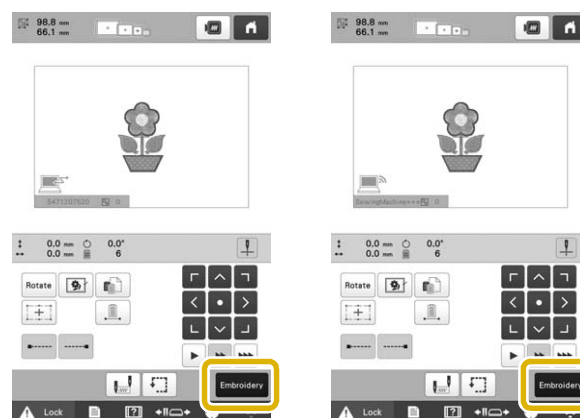 98.8 mm
66.1 mm
5471207520 0
0.0 mm 0.0°
0.0 mm 6
Rotate
Embroidery
Lock
98.8 mm
66.1 mm
SewingMachine*** 0
0.0 mm 0.0°
0.0 mm 6
Rotate
Embroidery
Lock